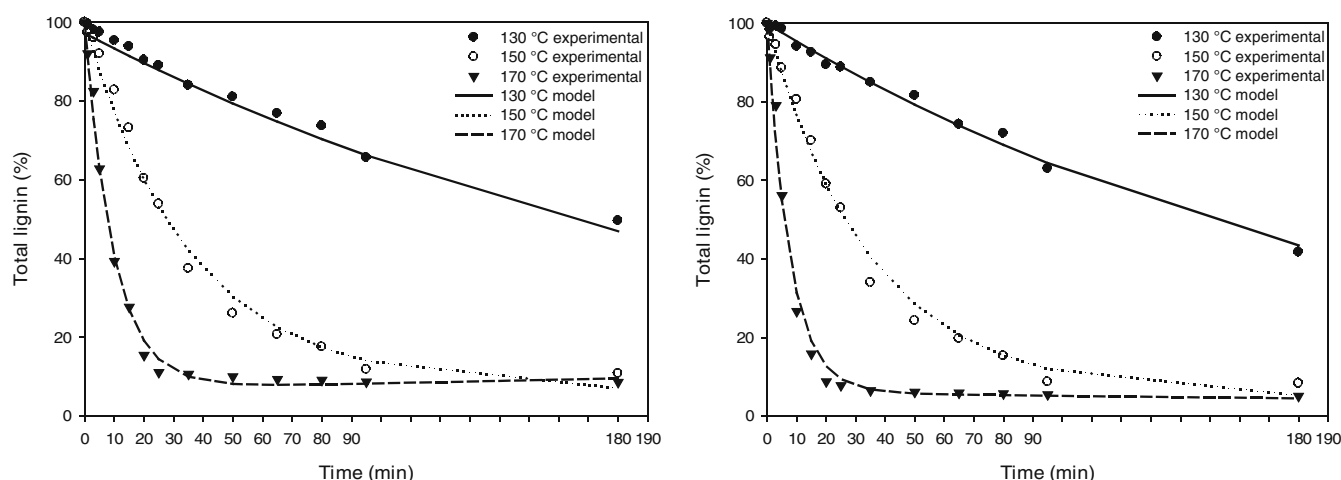 100
80
60
40
20
0
Total lignin (%)
130 °C experimental
150 °C experimental
170 °C experimental
130 °C model
150 °C model
170 °C model
0 10 20 30 40 50 60 70 80 90 180 190
Time (min)
100
80
60
40
20
0
Total lignin (%)
130 °C experimental
150 °C experimental
170 °C experimental
130 °C model
150 °C model
170 °C model
0 10 20 30 40 50 60 70 80 90 180 190
Time (min)